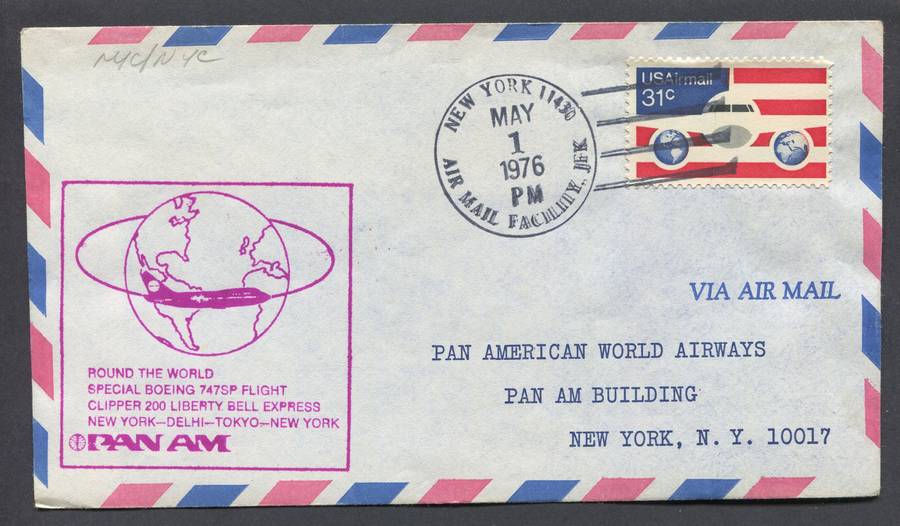 NYC/NYC
NEW YORK 11430
MAY
1
1976
PM
AIR MAIL FACILITY, JFK
USAirmail
31c
VIA AIR MAIL
PAN AMERICAN WORLD AIRWAYS
PAN AM BUILDING
NEW YORK, N. Y. 10017
ROUND THE WORLD
SPECIAL BOEING 747SP FLIGHT
CLIPPER 200 LIBERTY BELL EXPRESS
NEW YORK—DELHI—TOKYO—NEW YORK
PAN AM